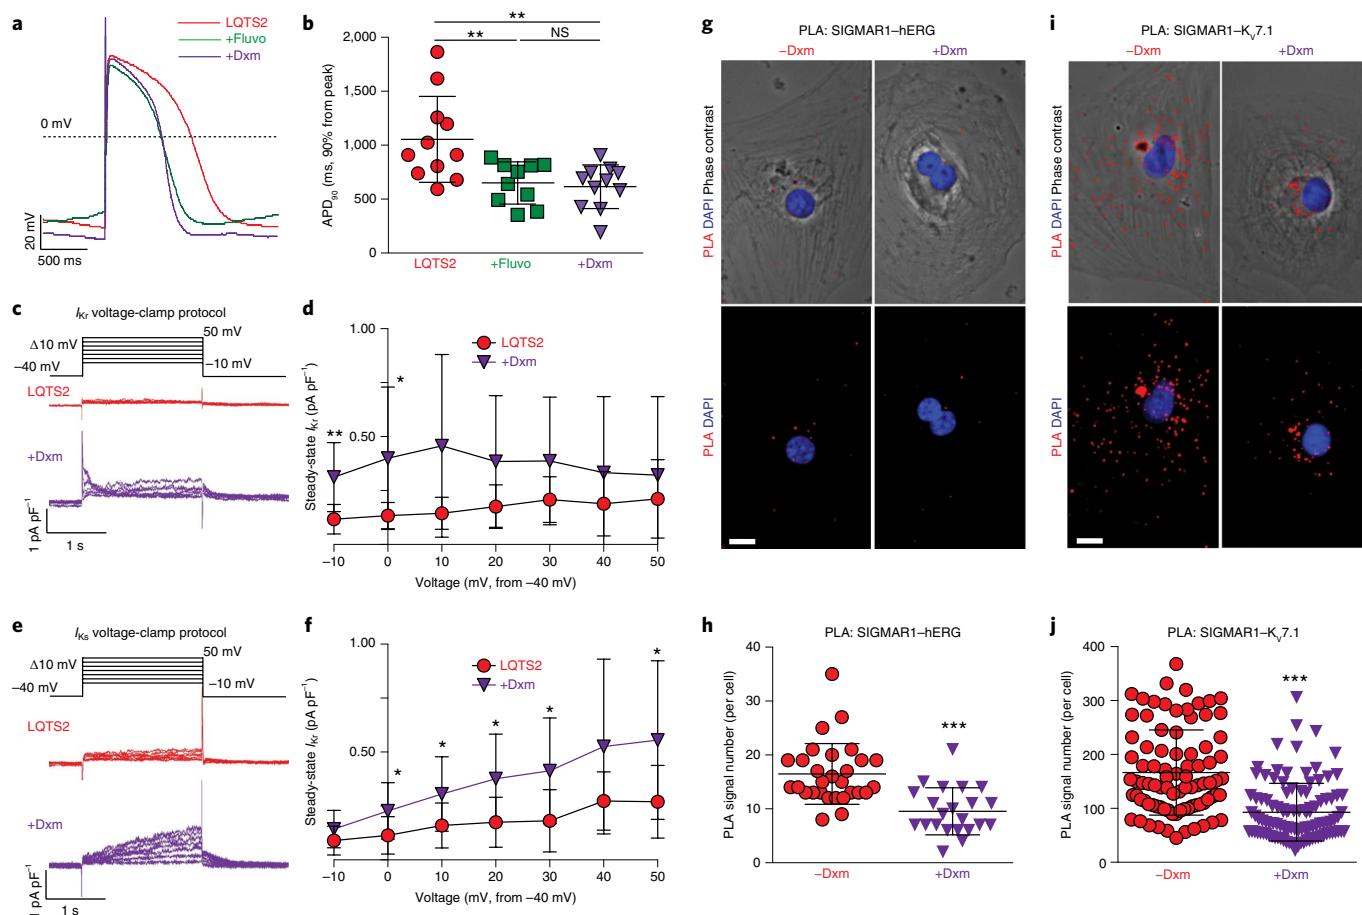 a
LQTS2
+Fluvo
+Dxm
0 mV
20 mV
500 ms
b
**
**
NS
2,000
1,500
1,000
500
0
APD90 (ms, 90% from peak)
LQTS2
+Fluvo
+Dxm
c
IKr voltage-clamp protocol
50 mV
Δ10 mV
–40 mV
–10 mV
LQTS2
+Dxm
1 pA pF–1
1 s
d
1.00
0.50
Steady-state IKr (pA pF–1)
LQTS2
+Dxm
**
*
–10
0
10
20
30
40
50
Voltage (mV, from –40 mV)
e
IKs voltage-clamp protocol
50 mV
Δ10 mV
–40 mV
–10 mV
LQTS2
+Dxm
1 pA pF–1
1 s
f
1.00
0.50
0
Steady-state IKr (pA pF–1)
LQTS2
+Dxm
*
*
*
*
*
–10
0
10
20
30
40
50
Voltage (mV, from –40 mV)
g
PLA: SIGMAR1–hERG
–Dxm
+Dxm
PLA DAPI Phase contrast
PLA DAPI
h
PLA: SIGMAR1–hERG
40
30
20
10
0
PLA signal number (per cell)
***
–Dxm
+Dxm
i
PLA: SIGMAR1–KV7.1
–Dxm
+Dxm
PLA DAPI Phase contrast
PLA DAPI
j
PLA: SIGMAR1–KV7.1
400
300
200
100
0
PLA signal number (per cell)
***
–Dxm
+Dxm